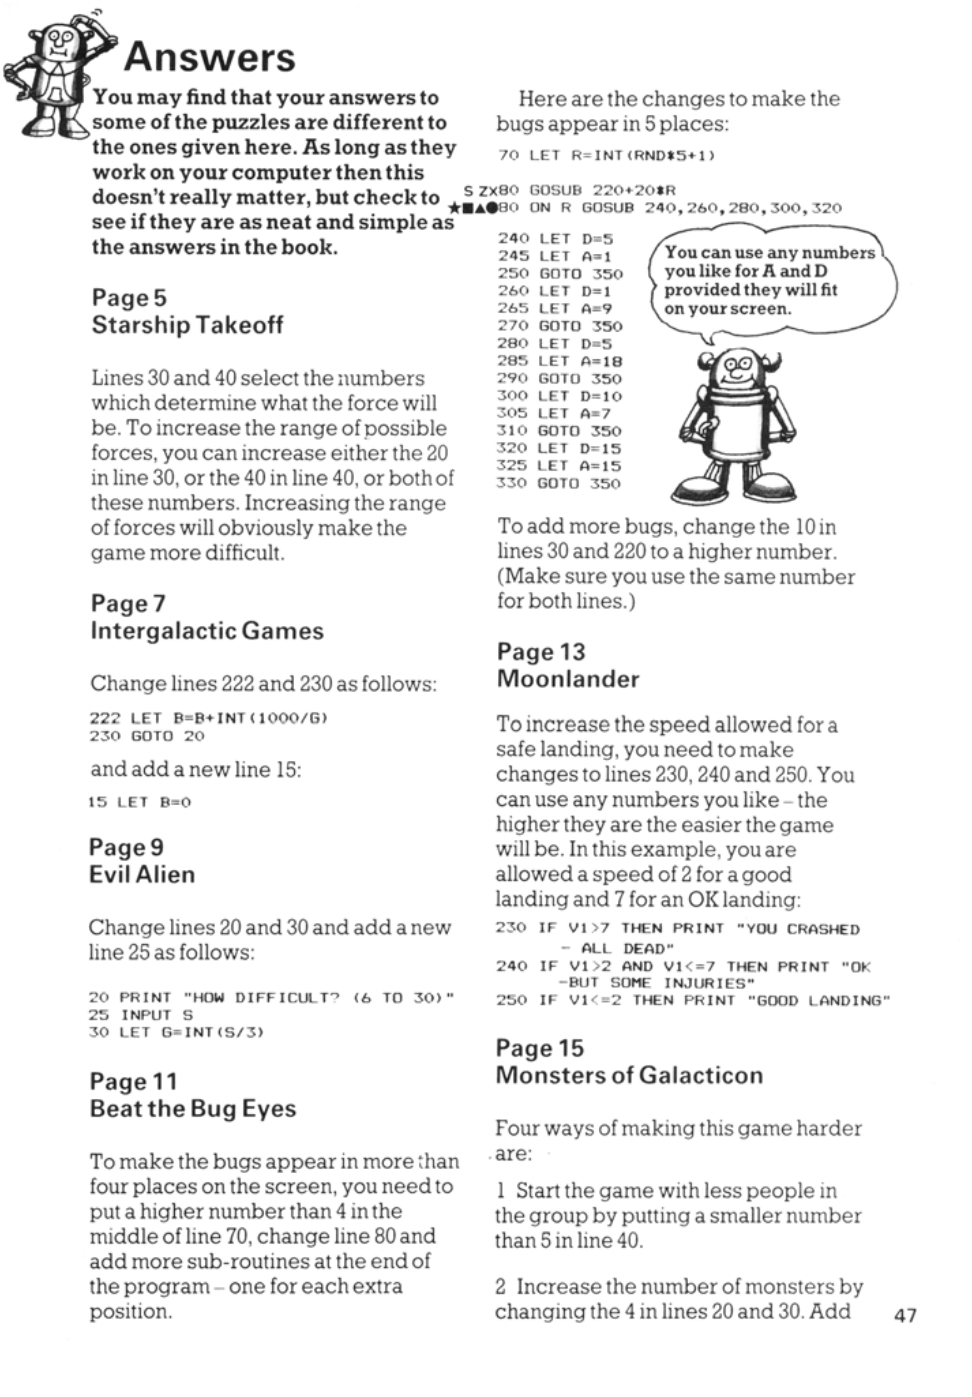 Answers
You may find that your answers to
some of the puzzles are different to
the ones given here. As long as they
work on your computer then this
doesn't really matter, but check to
see if they are as neat and simple as
the answers in the book.
Page 5
Starship Takeoff
Lines 30 and 40 select the numbers
which determine what the force will
be. To increase the range of possible
forces, you can increase either the 20
in line 30, or the 40 in line 40, or both of
these numbers. Increasing the range
of forces will obviously make the
game more difficult.
Page 7
Intergalactic Games
Change lines 222 and 230 as follows:
222 LET B=B+INT(1000/G)
230 GOTO 20
and add a new line 15:
15 LET B=0
Page 9
Evil Alien
Change lines 20 and 30 and add a new
line 25 as follows:
20 PRINT "HOW DIFFICULT? (6 TO 30)"
25 INPUT S
30 LET G=INT(S/3)
Page 11
Beat the Bug Eyes
To make the bugs appear in more than
four places on the screen, you need to
put a higher number than 4 in the
middle of line 70, change line 80 and
add more sub-routines at the end of
the program – one for each extra
position.
Here are the changes to make the
bugs appear in 5 places:
70 LET R=INT(RND*5+1)
S ZX80 GOSUB 220+20*R
★■▲●80 ON R GOSUB 240,260,280,300,320
240 LET D=5
245 LET A=1
250 GOTO 350
260 LET D=1
265 LET A=9
270 GOTO 350
280 LET D=5
285 LET A=18
290 GOTO 350
300 LET D=10
305 LET A=7
310 GOTO 350
320 LET D=15
325 LET A=15
330 GOTO 350
You can use any numbers
you like for A and D
provided they will fit
on your screen.
To add more bugs, change the 10 in
lines 30 and 220 to a higher number.
(Make sure you use the same number
for both lines.)
Page 13
Moonlander
To increase the speed allowed for a
safe landing, you need to make
changes to lines 230, 240 and 250. You
can use any numbers you like – the
higher they are the easier the game
will be. In this example, you are
allowed a speed of 2 for a good
landing and 7 for an OK landing:
230 IF V1>7 THEN PRINT "YOU CRASHED
- ALL DEAD"
240 IF V1>2 AND V1<=7 THEN PRINT "OK
-BUT SOME INJURIES"
250 IF V1<=2 THEN PRINT "GOOD LANDING"
Page 15
Monsters of Galacticon
Four ways of making this game harder
are:
1 Start the game with less people in
the group by putting a smaller number
than 5 in line 40.
2 Increase the number of monsters by
changing the 4 in lines 20 and 30. Add
47